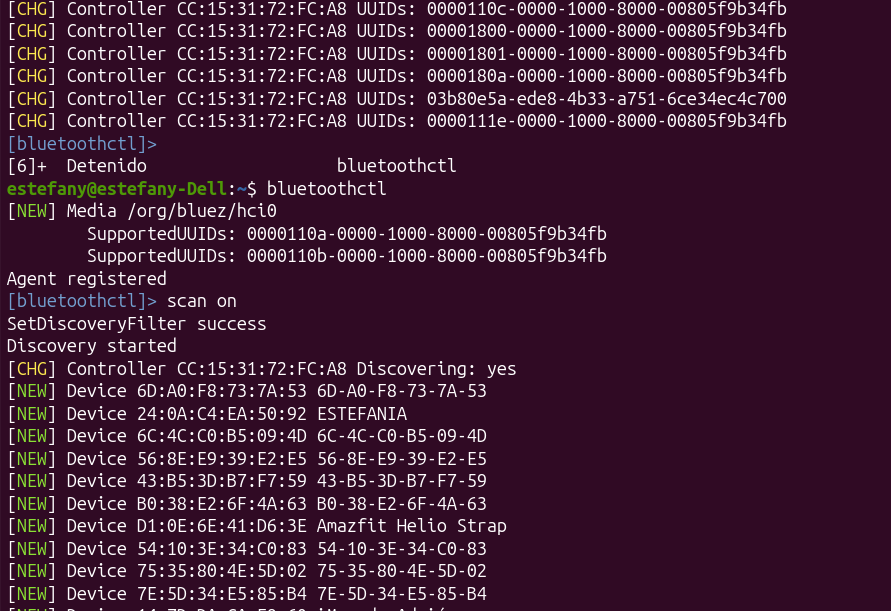 [CHG] Controller CC:15:31:72:FC:A8 UUIDs: 0000110c-0000-1000-8000-00805f9b34fb
[CHG] Controller CC:15:31:72:FC:A8 UUIDs: 00001800-0000-1000-8000-00805f9b34fb
[CHG] Controller CC:15:31:72:FC:A8 UUIDs: 00001801-0000-1000-8000-00805f9b34fb
[CHG] Controller CC:15:31:72:FC:A8 UUIDs: 0000180a-0000-1000-8000-00805f9b34fb
[CHG] Controller CC:15:31:72:FC:A8 UUIDs: 03b80e5a-ede8-4b33-a751-6ce34ec4c700
[CHG] Controller CC:15:31:72:FC:A8 UUIDs: 0000111e-0000-1000-8000-00805f9b34fb
[bluetoothctl]>
[6]+  Detenido                   bluetoothctl
estefany@estefany-Dell:~$ bluetoothctl
[NEW] Media /org/bluez/hci0
        SupportedUUIDs: 0000110a-0000-1000-8000-00805f9b34fb
        SupportedUUIDs: 0000110b-0000-1000-8000-00805f9b34fb
Agent registered
[bluetoothctl]> scan on
SetDiscoveryFilter success
Discovery started
[CHG] Controller CC:15:31:72:FC:A8 Discovering: yes
[NEW] Device 6D:A0:F8:73:7A:53 6D-A0-F8-73-7A-53
[NEW] Device 24:0A:C4:EA:50:92 ESTEFANIA
[NEW] Device 6C:4C:C0:B5:09:4D 6C-4C-C0-B5-09-4D
[NEW] Device 56:8E:E9:39:E2:E5 56-8E-E9-39-E2-E5
[NEW] Device 43:B5:3D:B7:F7:59 43-B5-3D-B7-F7-59
[NEW] Device B0:38:E2:6F:4A:63 B0-38-E2-6F-4A-63
[NEW] Device D1:0E:6E:41:D6:3E Amazfit Helio Strap
[NEW] Device 54:10:3E:34:C0:83 54-10-3E-34-C0-83
[NEW] Device 75:35:80:4E:5D:02 75-35-80-4E-5D-02
[NEW] Device 7E:5D:34:E5:85:B4 7E-5D-34-E5-85-B4
[NEW] Device